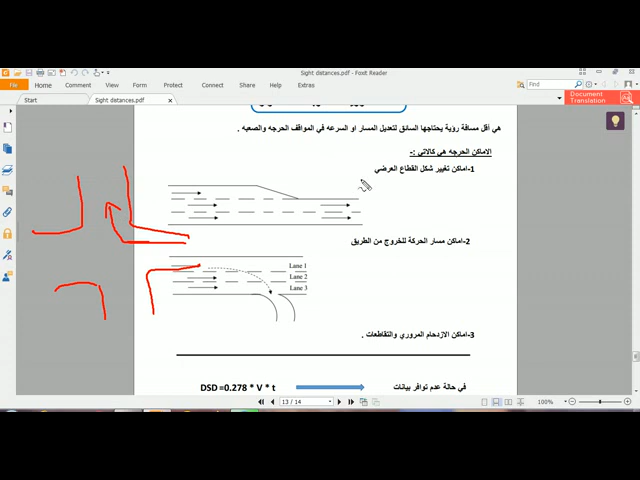 Sight distances.pdf - Foxit Reader
File Home Comment View Form Protect Connect Share Help Extras
Find
Start Sight distances.pdf
Document Translation
هي أقل مسافة رؤية يحتاجها السائق لتعديل المسار او السرعه في المواقف الحرجه والصعبه .
الاماكن الحرجه هي كالاتي :-
1-اماكن تغيير شكل القطاع العرضي
2-اماكن مسار الحركة للخروج من الطريق
Lane 1
Lane 2
Lane 3
3-اماكن الازدحام المروري والتقاطعات .
DSD =0.278 * V * t
في حالة عدم توافر بيانات
13 / 14
100%